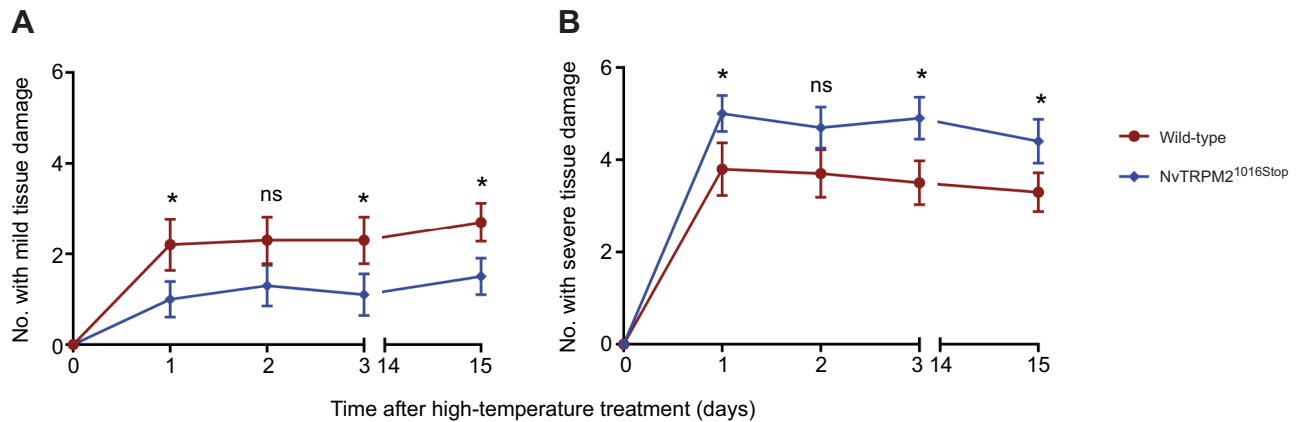 A
No. with mild tissue damage
6
4
2
0
*
ns
*
*
0 1 2 3 14 15
B
No. with severe tissue damage
6
4
2
0
*
ns
*
*
0 1 2 3 14 15
Wild-type
NvTRPM2^1016Stop
Time after high-temperature treatment (days)